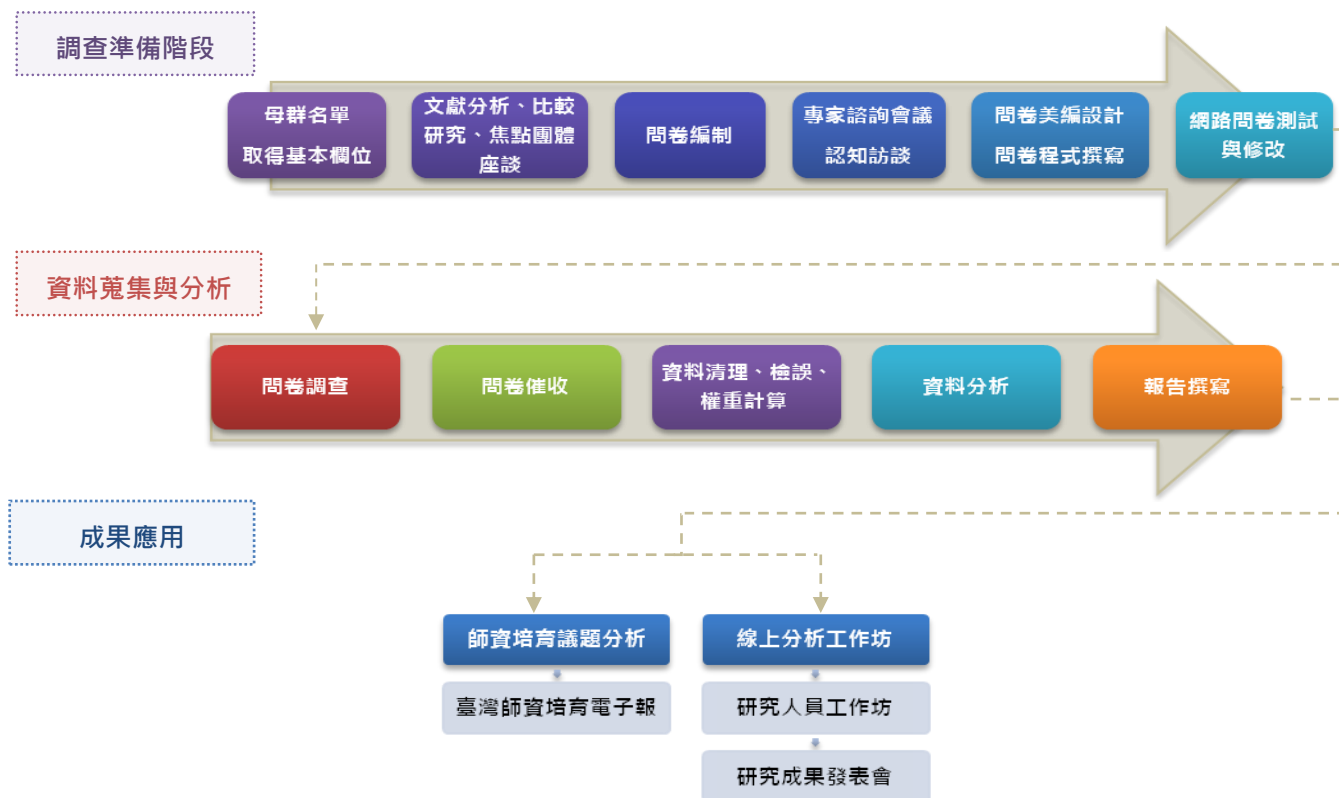 調查準備階段
母群名單
取得基本欄位
文獻分析、比較
研究、焦點團體
座談
問卷編制
專家諮詢會議
認知訪談
問卷美編設計
問卷程式撰寫
網路問卷測試
與修改
資料蒐集與分析
問卷調查
問卷催收
資料清理、檢誤、
權重計算
資料分析
報告撰寫
成果應用
師資培育議題分析
臺灣師資培育電子報
線上分析工作坊
研究人員工作坊
研究成果發表會